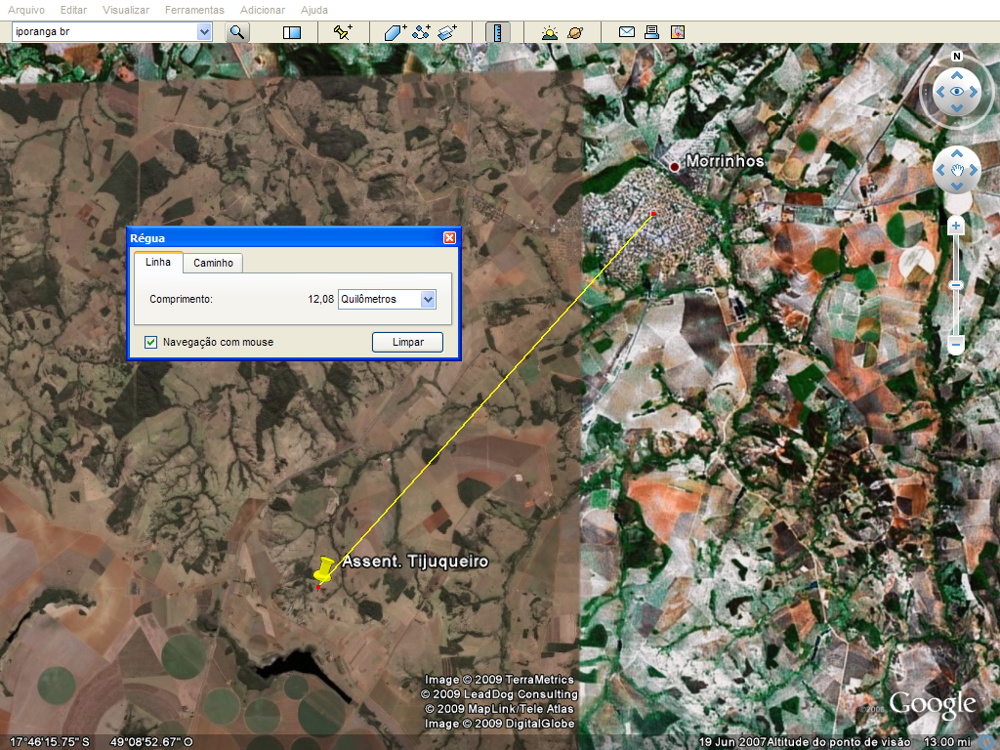 Arquivo Editar Visualizar Ferramentas Adicionar Ajuda
iporanga br
N
Morrinhos
Régua
Linha Caminho
Comprimento: 12,08 Quilômetros
Navegação com mouse Limpar
Assent. Tijuqueiro
Image © 2009 TerraMetrics
© 2009 LeadDog Consulting
© 2009 MapLink/Tele Atlas
Image © 2009 DigitalGlobe
Google
17°46'15.75" S 49°08'52.67" O 19 Jun 2007Altitude do ponto de visão 13.00 mi